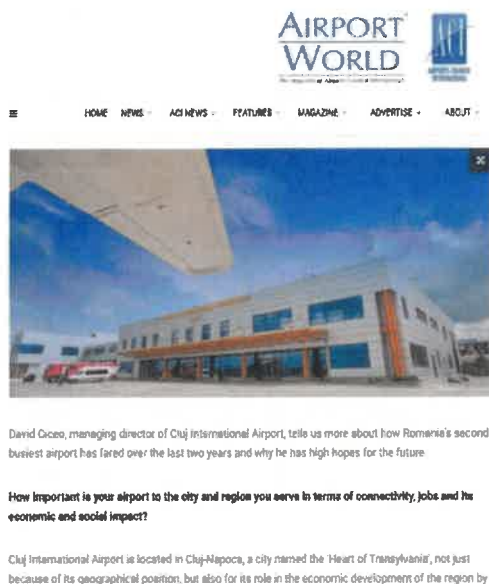 AIRPORT
WORLD
ACI
HOME NEWS ACI NEWS FEATURES MAGAZINE ADVERTISE ABOUT
David Ciceo, managing director of Cluj International Airport, tells us more about how Romania's second
busiest airport has fared over the last two years and why he has high hopes for the future
How important is your airport to the city and region you serve in terms of connectivity, jobs and its
economic and social impact?
Cluj International Airport is located in Cluj-Napoca, a city named the 'Heart of Transylvania', not just
because of its geographical position, but also for its role in the economic development of the region by